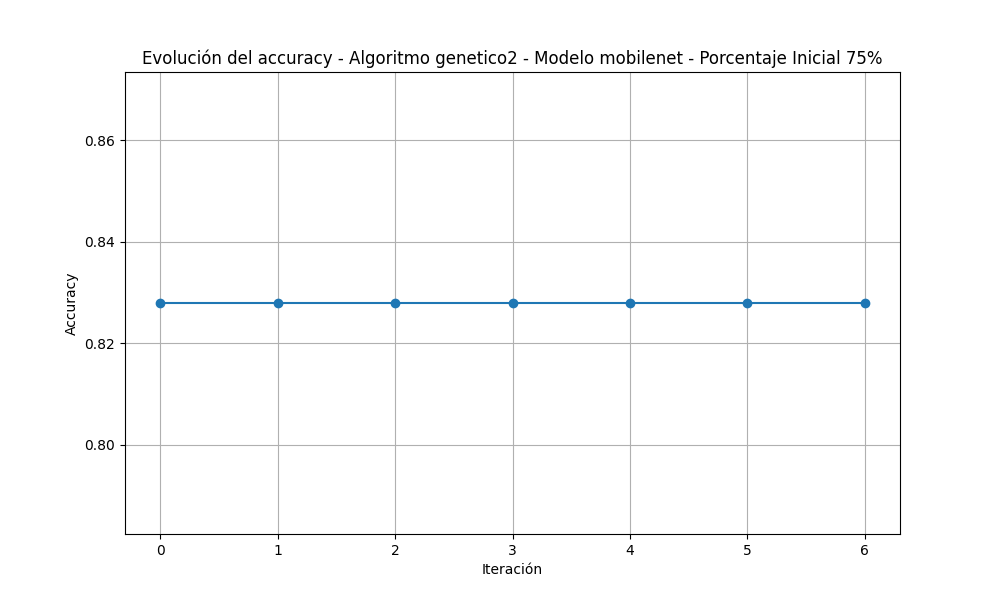 Evolución del accuracy - Algoritmo genetico2 - Modelo mobilenet - Porcentaje Inicial 75%
0.86
0.84
0.82
0.80
Accuracy
0 1 2 3 4 5 6
Iteración